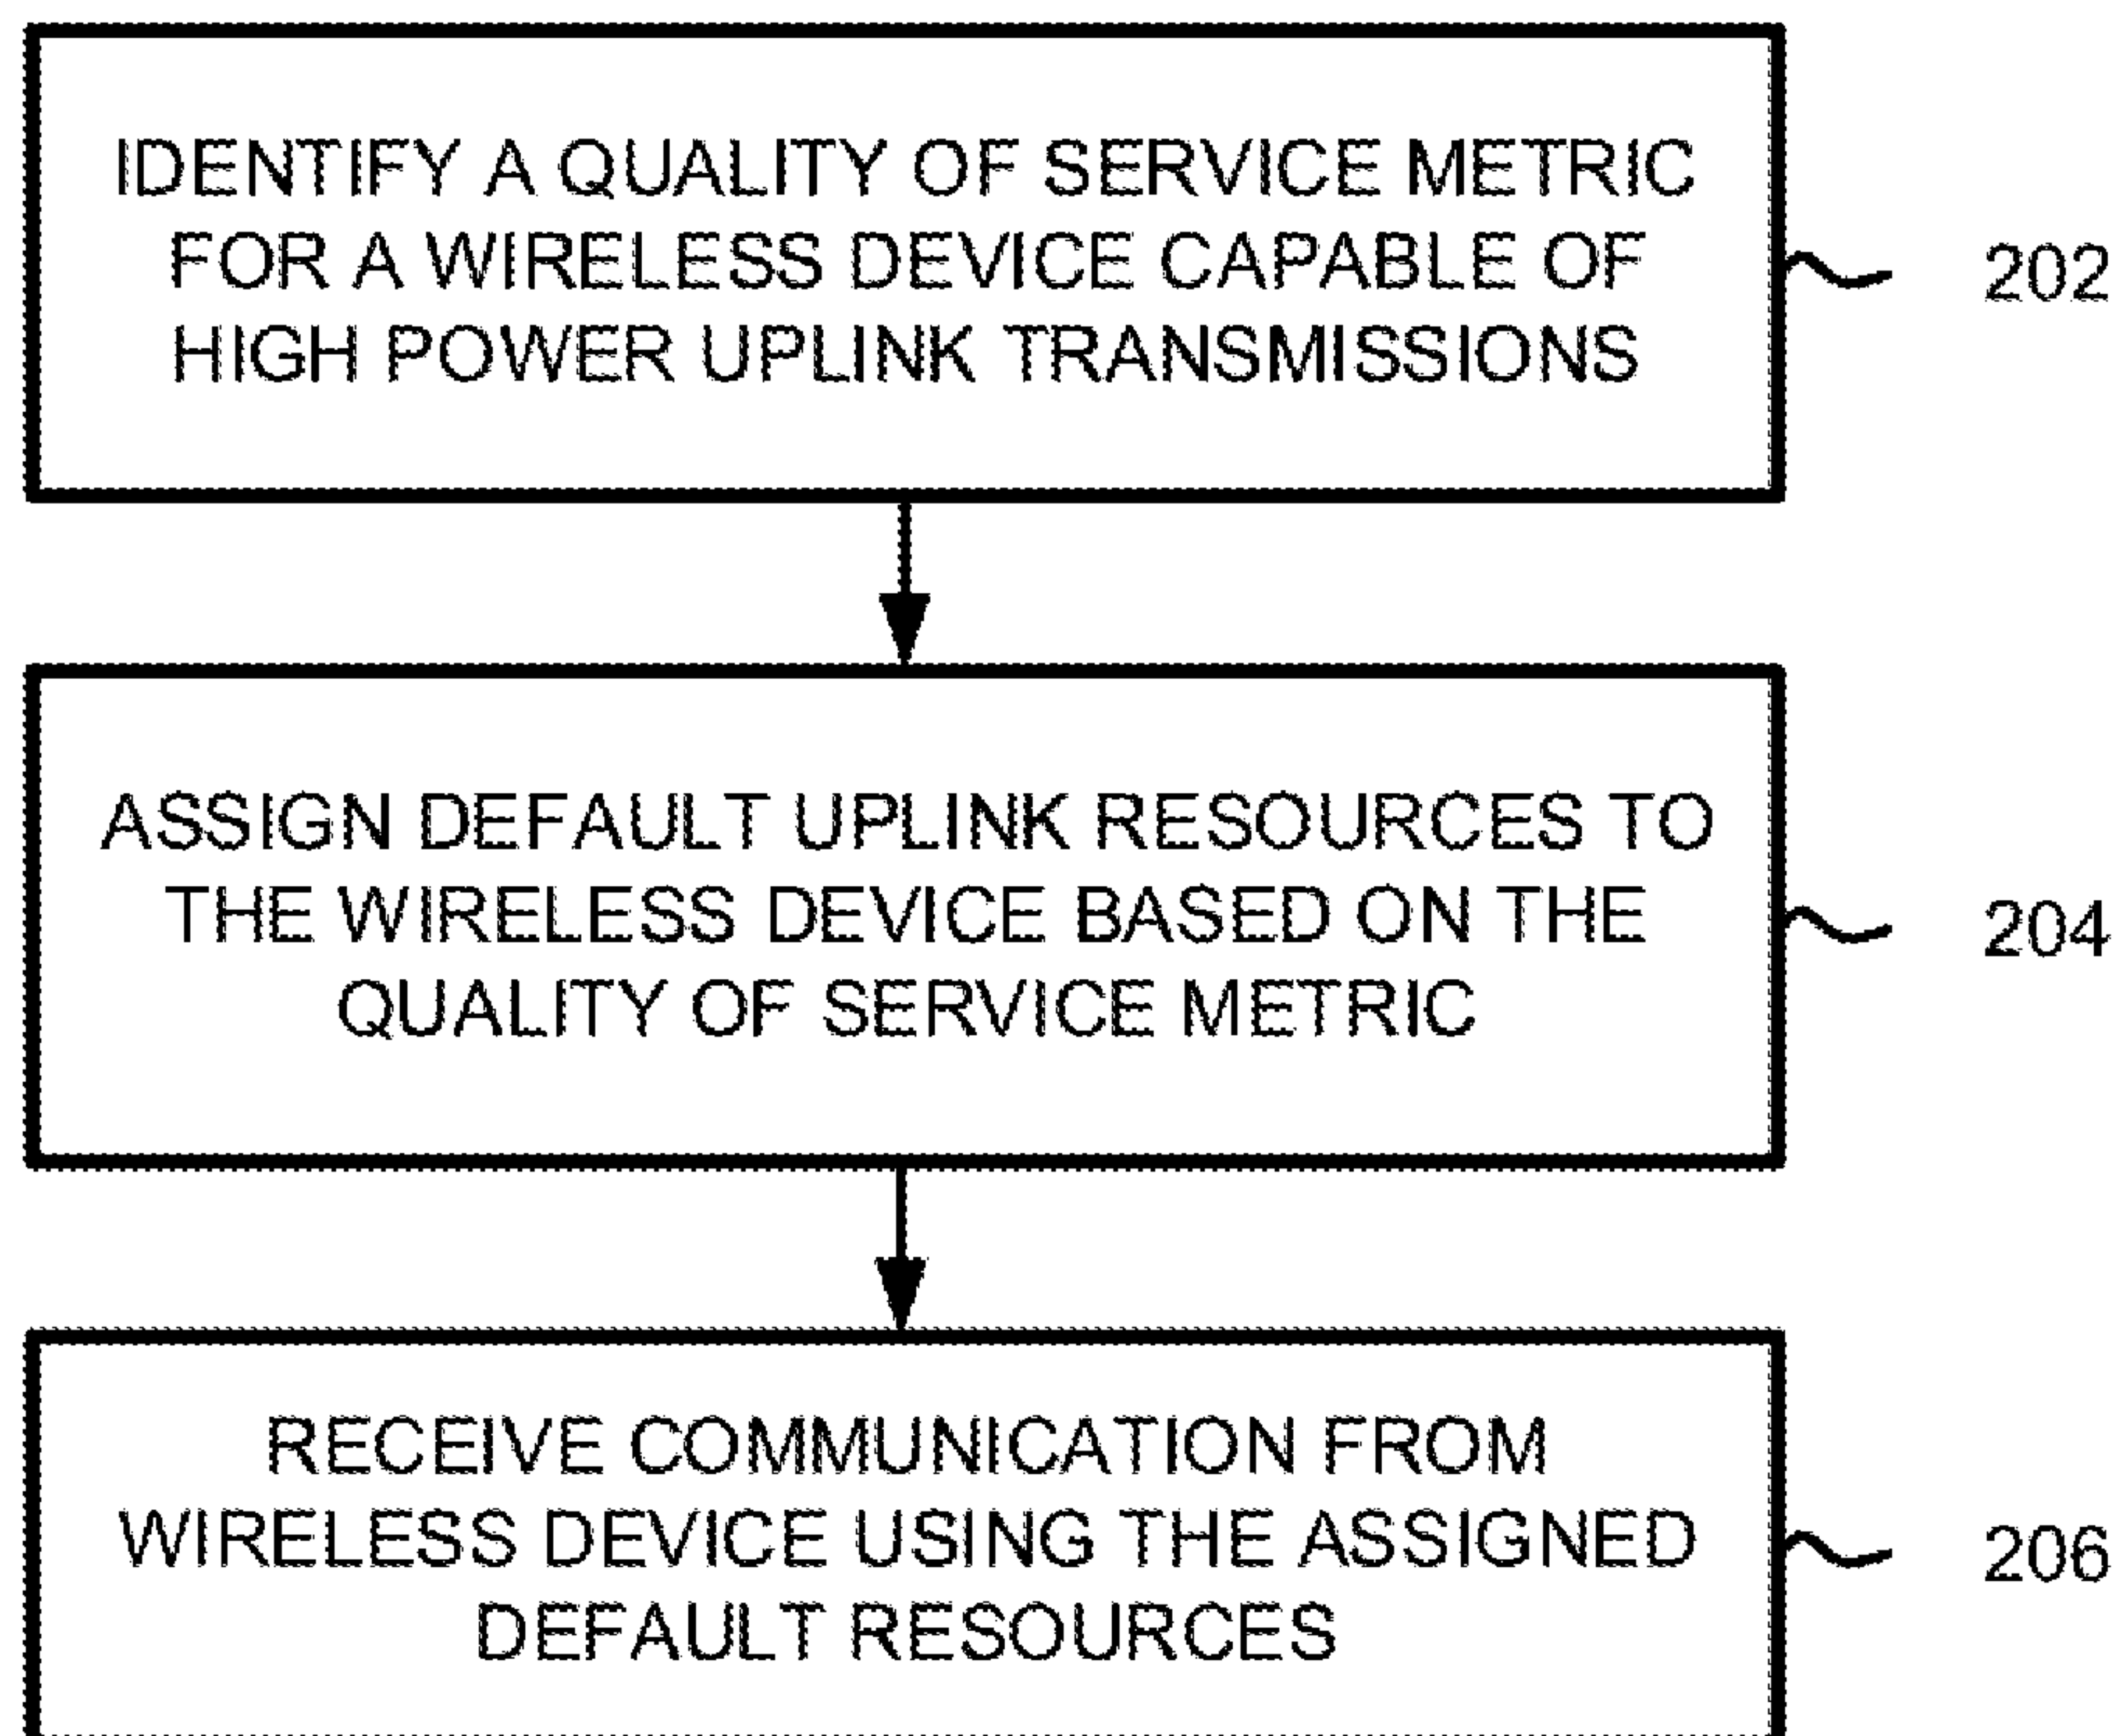 IDENTIFY A QUALITY OF SERVICE METRIC
FOR A WIRELESS DEVICE CAPABLE OF
HIGH POWER UPLINK TRANSMISSIONS
202
ASSIGN DEFAULT UPLINK RESOURCES TO
THE WIRELESS DEVICE BASED ON THE
QUALITY OF SERVICE METRIC
204
RECEIVE COMMUNICATION FROM
WIRELESS DEVICE USING THE ASSIGNED
DEFAULT RESOURCES
206